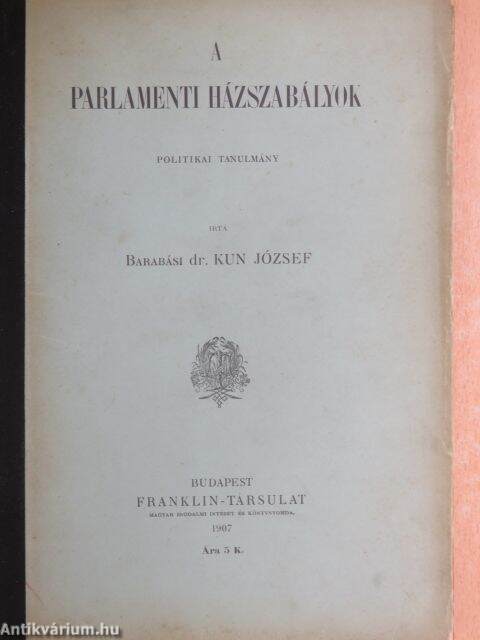 A
PARLAMENTI HÁZSZABÁLYOK
POLITIKAI TANULMÁNY
IRTA
BARABÁSI dr. KUN JÓZSEF
BUDAPEST
FRANKLIN-TÁRSULAT
MAGYAR IRODALMI INTÉZET ÉS KÖNYVNYOMDA.
1907
Ára 5 K.
Antikvárium.hu